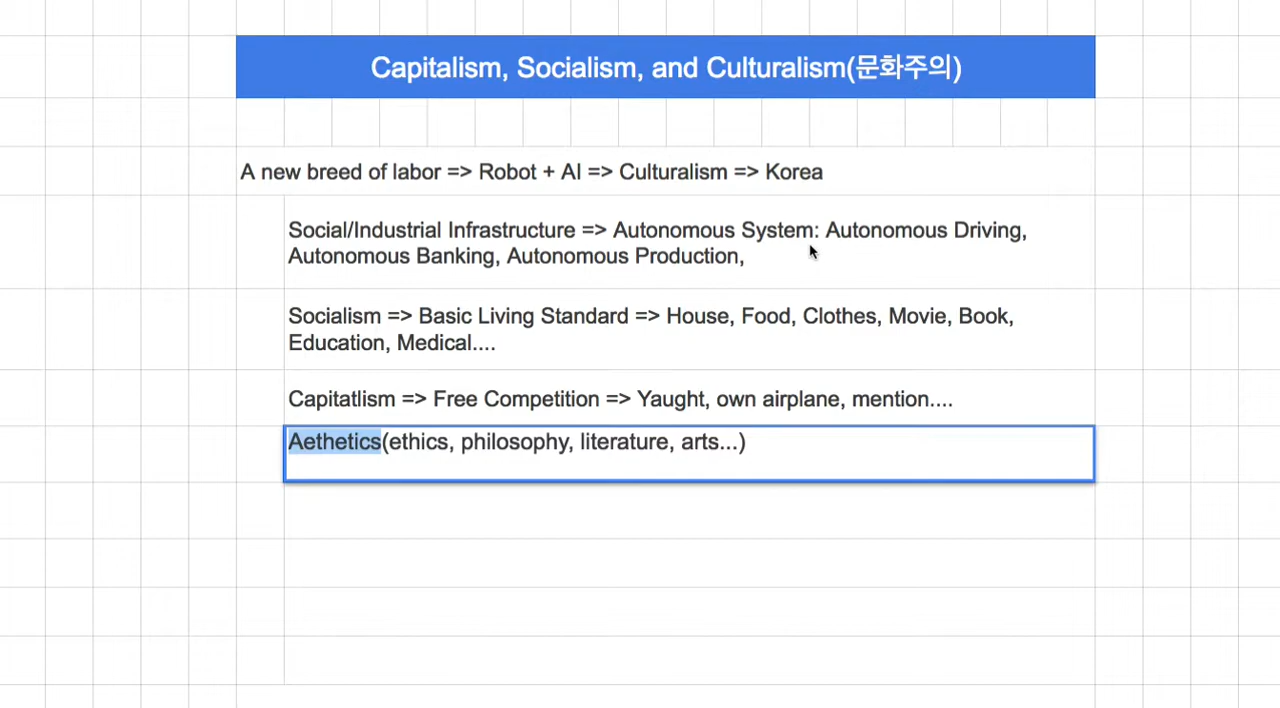 Capitalism, Socialism, and Culturalism(문화주의)
A new breed of labor => Robot + AI => Culturalism => Korea
Social/Industrial Infrastructure => Autonomous System: Autonomous Driving,
Autonomous Banking, Autonomous Production,
Socialism => Basic Living Standard => House, Food, Clothes, Movie, Book,
Education, Medical....
Capitatlism => Free Competition => Yaught, own airplane, mention....
Aethetics(ethics, philosophy, literature, arts...)